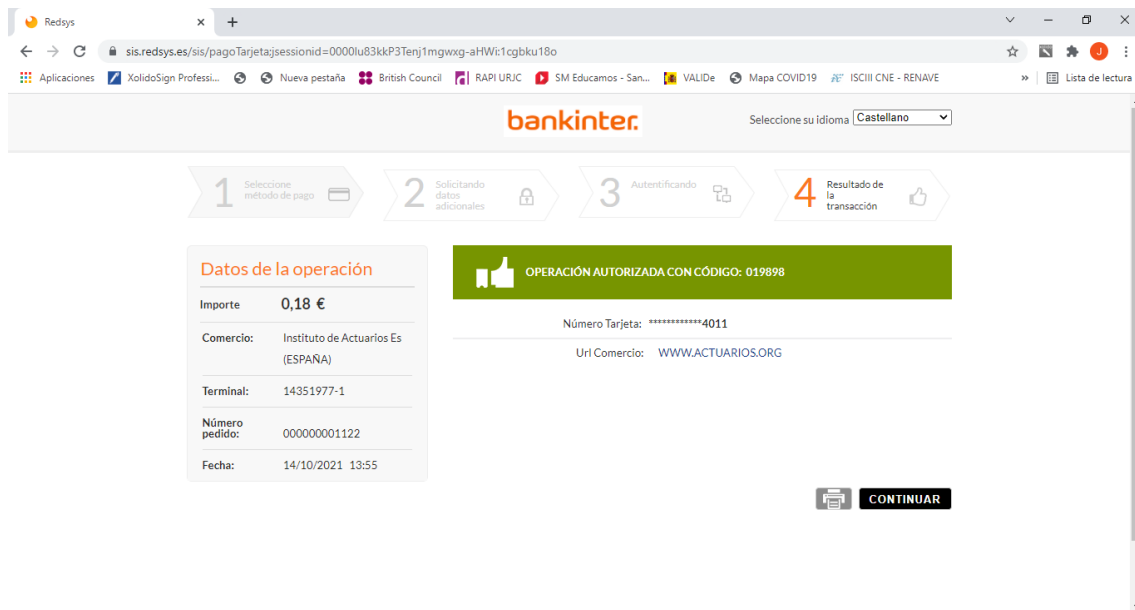 Redsys
sis.redsys.es/sis/pagoTarjeta;jsessionid=0000lu83kkP3Tenj1mgwxg-aHWi:1cgbku18o
J
Aplicaciones XolidoSign Professi... Nueva pestaña British Council RAPI URJC SM Educamos - San... VALIDe Mapa COVID19 ISCIII CNE - RENAVE » Lista de lectura
bankinter.
Seleccione su idioma Castellano
1 Seleccione
método de pago
2 Solicitando
datos
adicionales
3 Autentificando
4 Resultado de
la
transacción
Datos de la operación
Importe 0,18 €
Comercio: Instituto de Actuarios Es
(ESPAÑA)
Terminal: 14351977-1
Número
pedido: 000000001122
Fecha: 14/10/2021 13:55
OPERACIÓN AUTORIZADA CON CÓDIGO: 019898
Número Tarjeta: ************4011
Url Comercio: WWW.ACTUARIOS.ORG
CONTINUAR